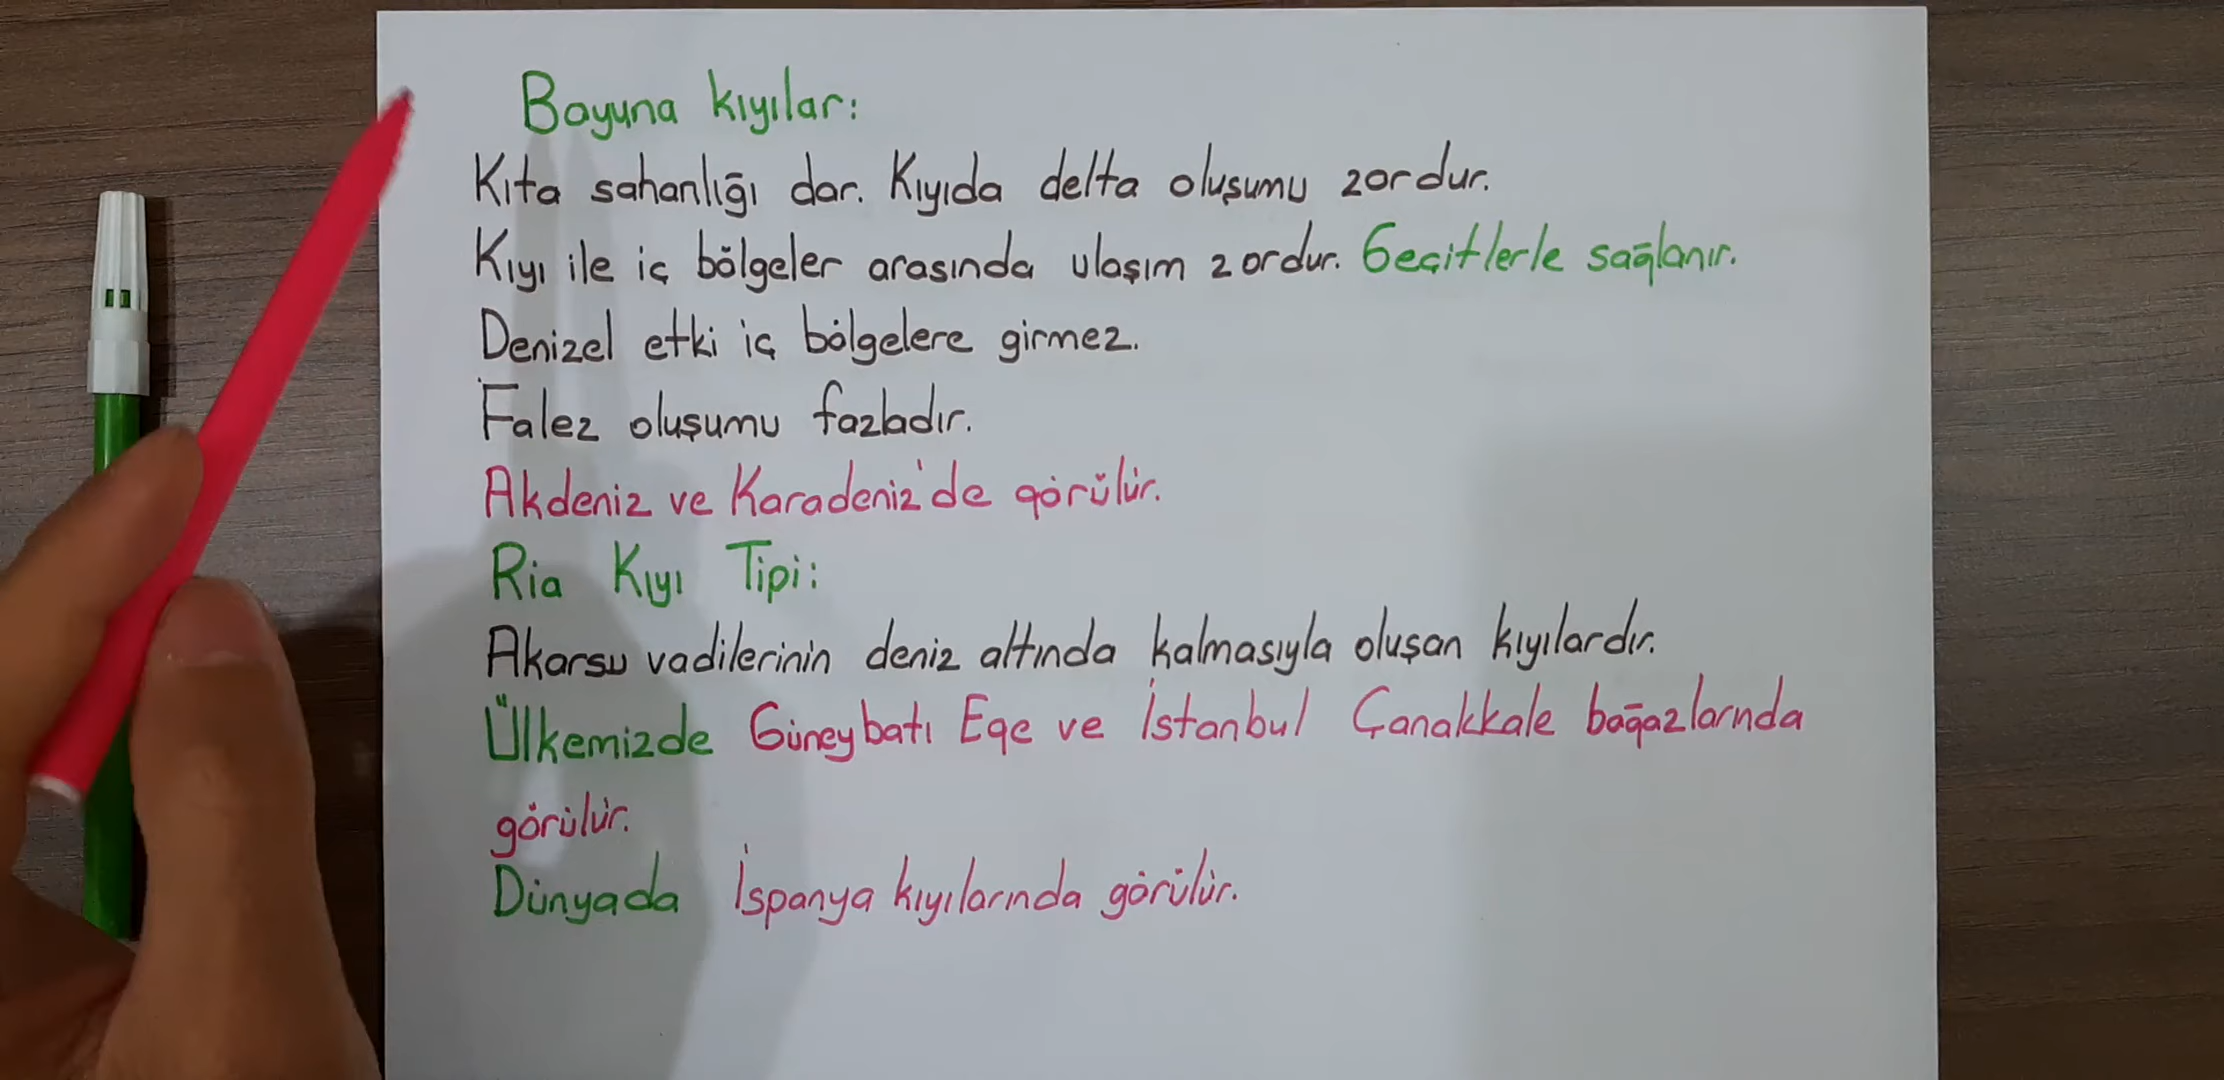 Boyuna kıyılar:
Kıta sahanlığı dar. Kıyıda delta oluşumu zordur.
Kıyı ile iç bölgeler arasında ulaşım zordur. Geçitlerle sağlanır.
Denizel etki iç bölgelere girmez.
Falez oluşumu fazladır.
Akdeniz ve Karadeniz'de görülür.
Ria Kıyı Tipi:
Akarsu vadilerinin deniz altında kalmasıyla oluşan kıyılardır.
Ülkemizde Güneybatı Ege ve İstanbul Çanakkale boğazlarında
görülür.
Dünyada İspanya kıyılarında görülür.